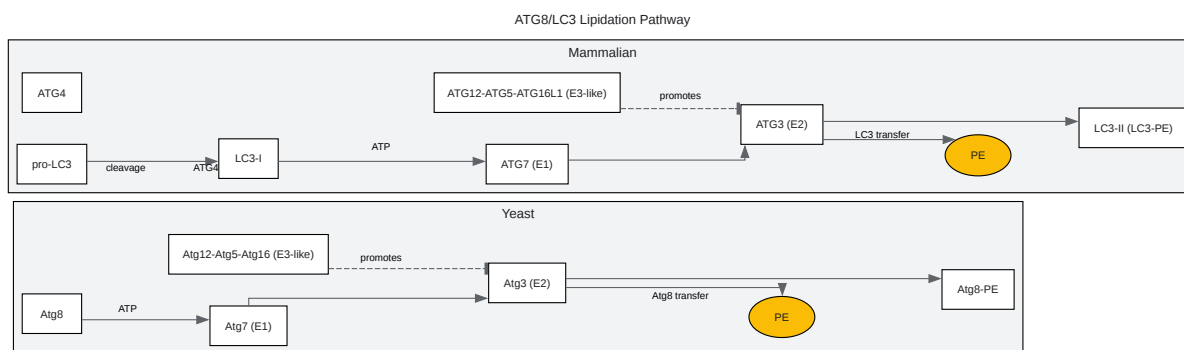 ATG8/LC3 Lipidation Pathway
Mammalian
ATG4
ATG12-ATG5-ATG16L1 (E3-like)
promotes
ATG3 (E2)
LC3-II (LC3-PE)
LC3 transfer
PE
pro-LC3
cleavage
ATG4
LC3-I
ATP
ATG7 (E1)
Yeast
Atg12-Atg5-Atg16 (E3-like)
promotes
Atg3 (E2)
Atg8-PE
Atg8 transfer
PE
Atg8
ATP
Atg7 (E1)